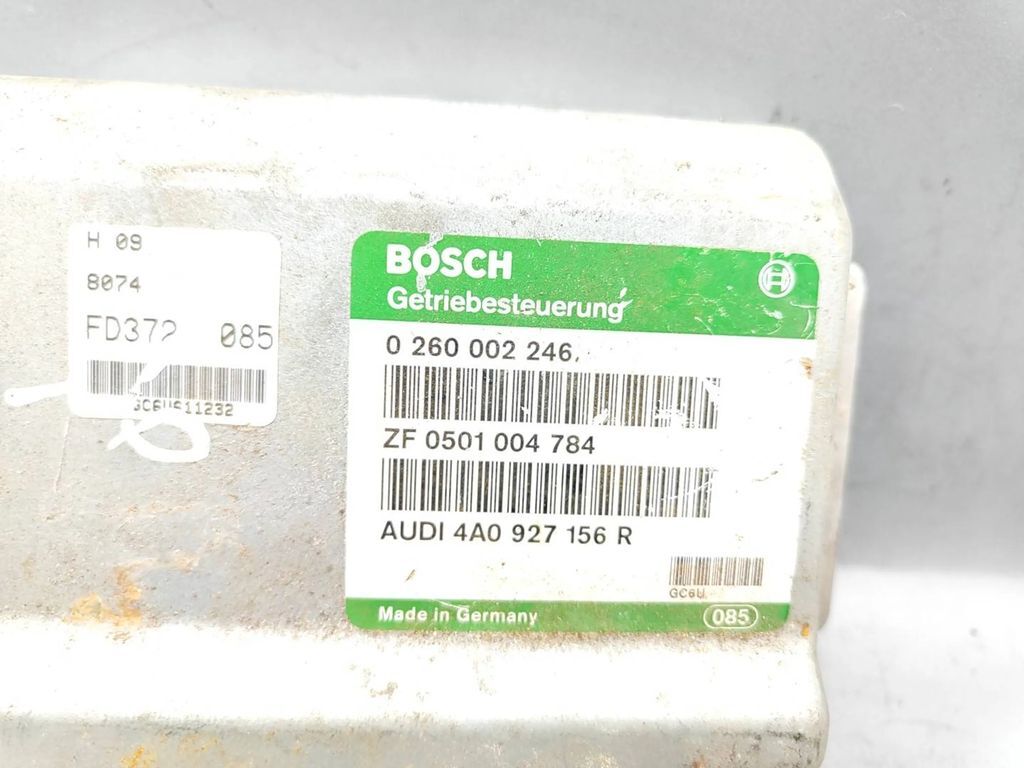 H 09
8074
FD372 085
BOSCH
Getriebesteuerung
0 260 002 246
ZF 0501 004 784
AUDI 4A0 927 156 R
GC6U
Made in Germany
085